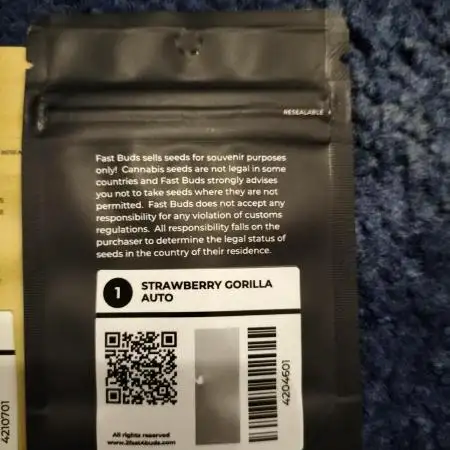 RESEALABLE
Fast Buds sells seeds for souvenir purposes
only! Cannabis seeds are not legal in some
countries and Fast Buds strongly advises
you not to take seeds where they are not
permitted. Fast Buds does not accept any
responsibility for any violation of customs
regulations. All responsibility falls on the
purchaser to determine the legal status of
seeds in the country of their residence.
1
STRAWBERRY GORILLA
AUTO
4204601
All rights reserved
www.2fast4buds.com
4210701